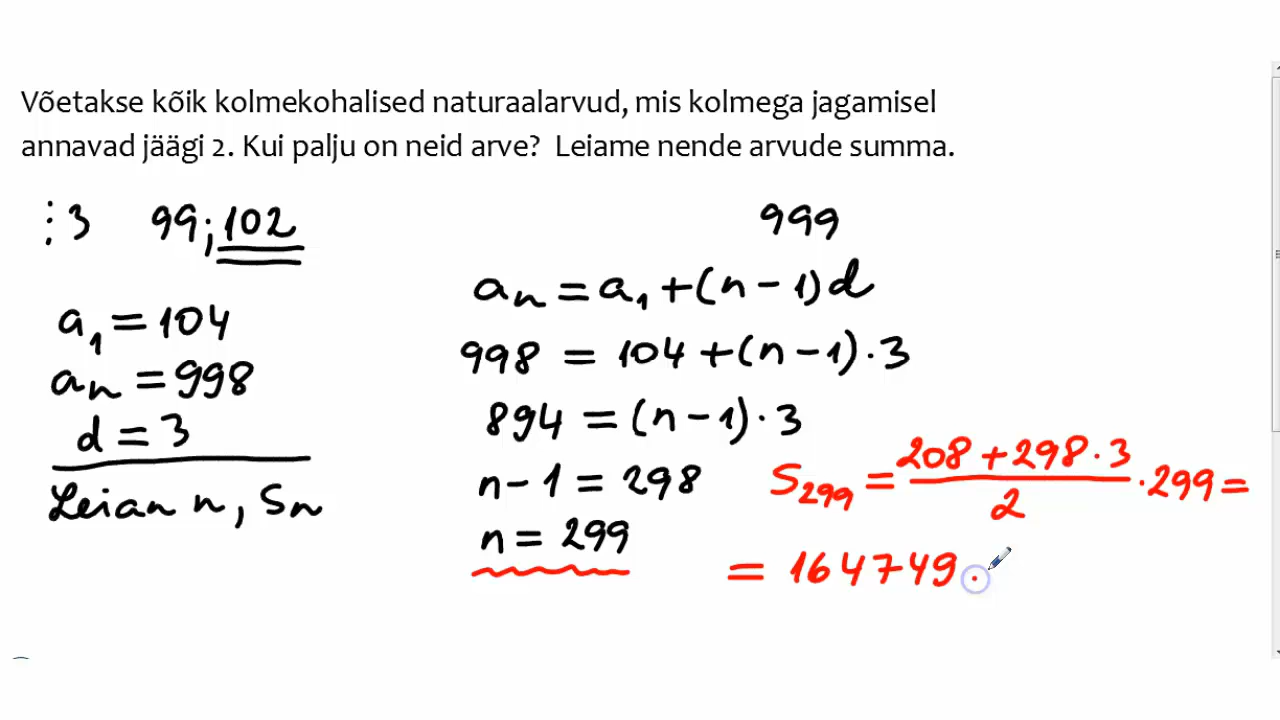 Võetakse kõik kolmekohalised naturaalarvud, mis kolmega jagamisel
annavad jäägi 2. Kui palju on neid arve? Leiame nende arvude summa.
⋮3 99; 102
a₁ = 104
aₙ = 998
d = 3
Leian n, Sn
999
aₙ = a₁ + (n − 1)d
998 = 104 + (n − 1) · 3
894 = (n − 1) · 3
n − 1 = 298
n = 299
S₂₉₉ = (208 + 298 · 3)/2 · 299 =
= 164749.